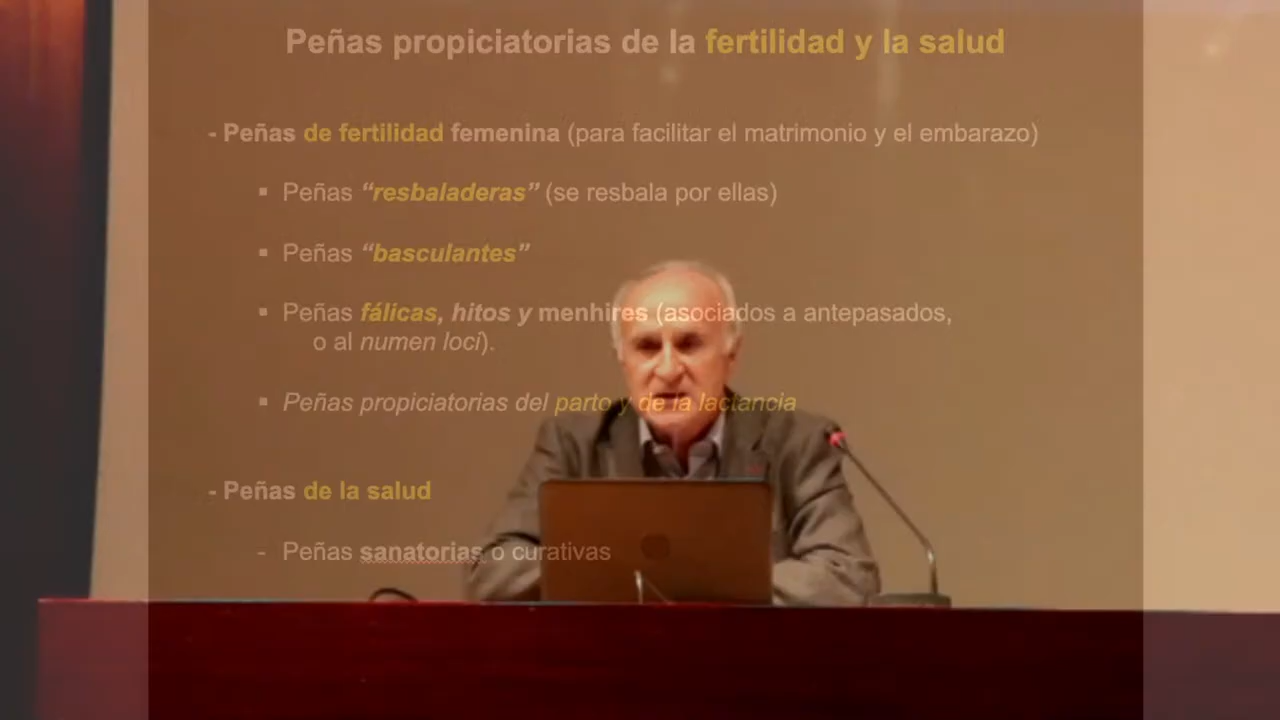 Peñas propiciatorias de la fertilidad y la salud
- Peñas de fertilidad femenina (para facilitar el matrimonio y el embarazo)
▪ Peñas “resbaladeras” (se resbala por ellas)
▪ Peñas “basculantes”
▪ Peñas fálicas, hitos y menhires (asociados a antepasados,
o al numen loci).
▪ Peñas propiciatorias del parto y de la lactancia
- Peñas de la salud
- Peñas sanatorias o curativas